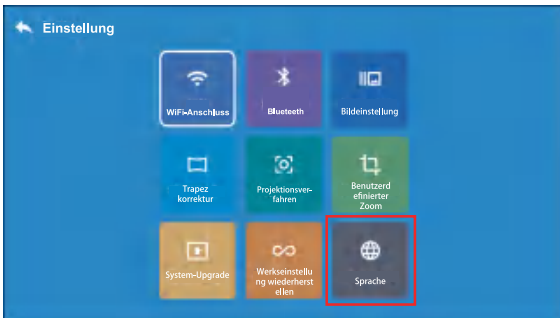 Einstellung
WiFi-Anschluss
Blueteeth
Bildeinstellung
Trapez
korrektur
Projektionsver-
fahren
Benutzerd
efinierter
Zoom
System-Upgrade
Werkseinstellu
ng wiederherst
ellen
Sprache